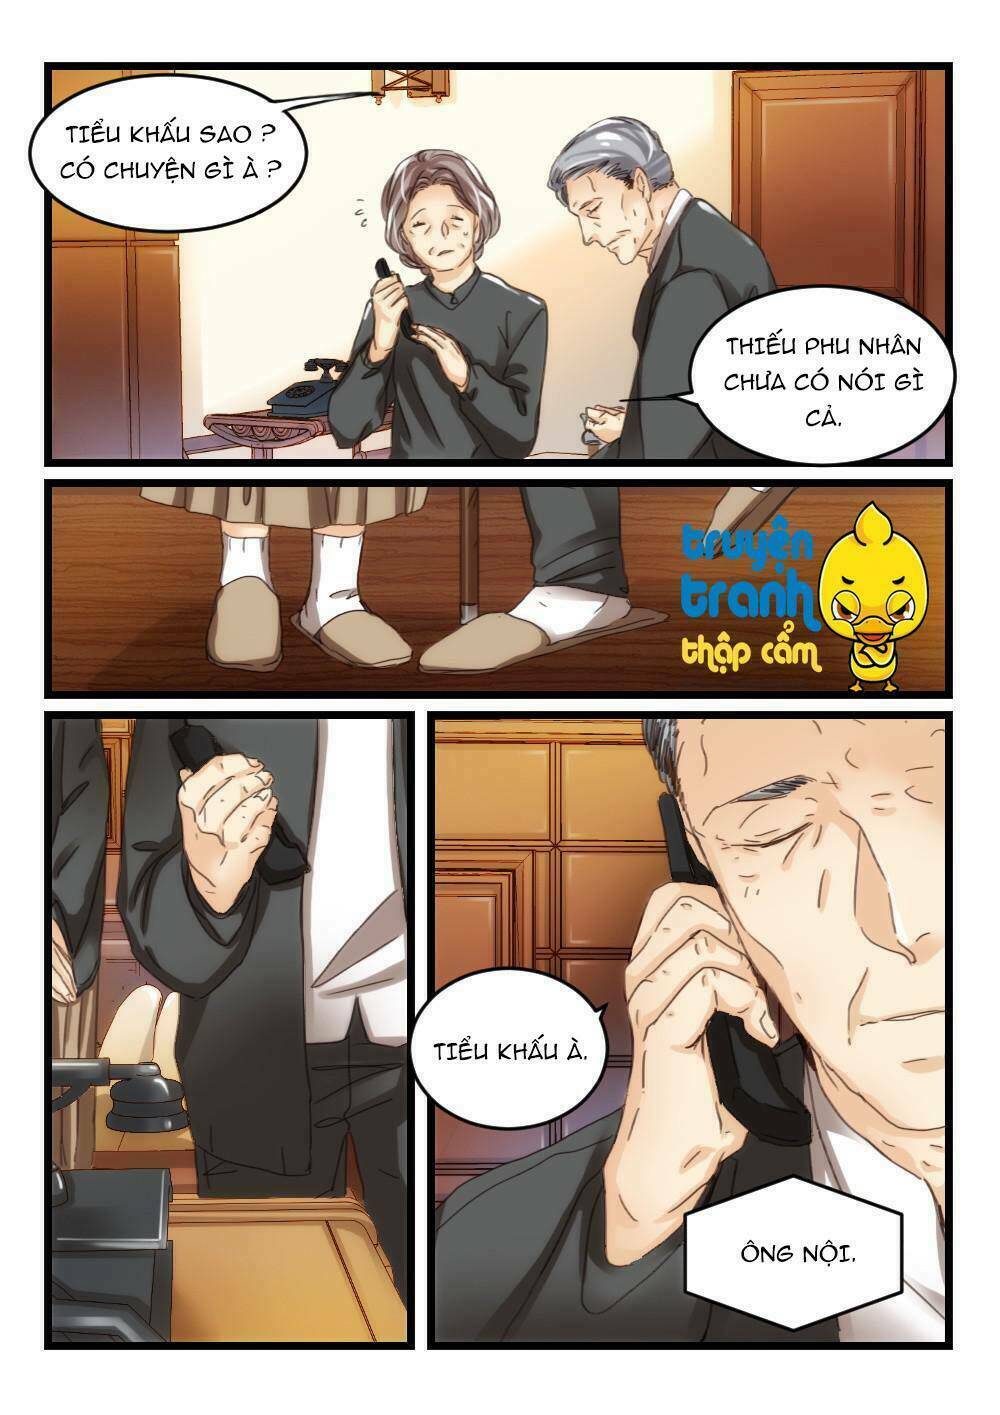 TIỂU KHẤU SAO ?
CÓ CHUYỆN GÌ À ?
THIẾU PHU NHÂN
CHƯA CÓ NÓI GÌ
CẢ.
truyện
tranh
thập cẩm
TIỂU KHẤU À.
ÔNG NỘI.